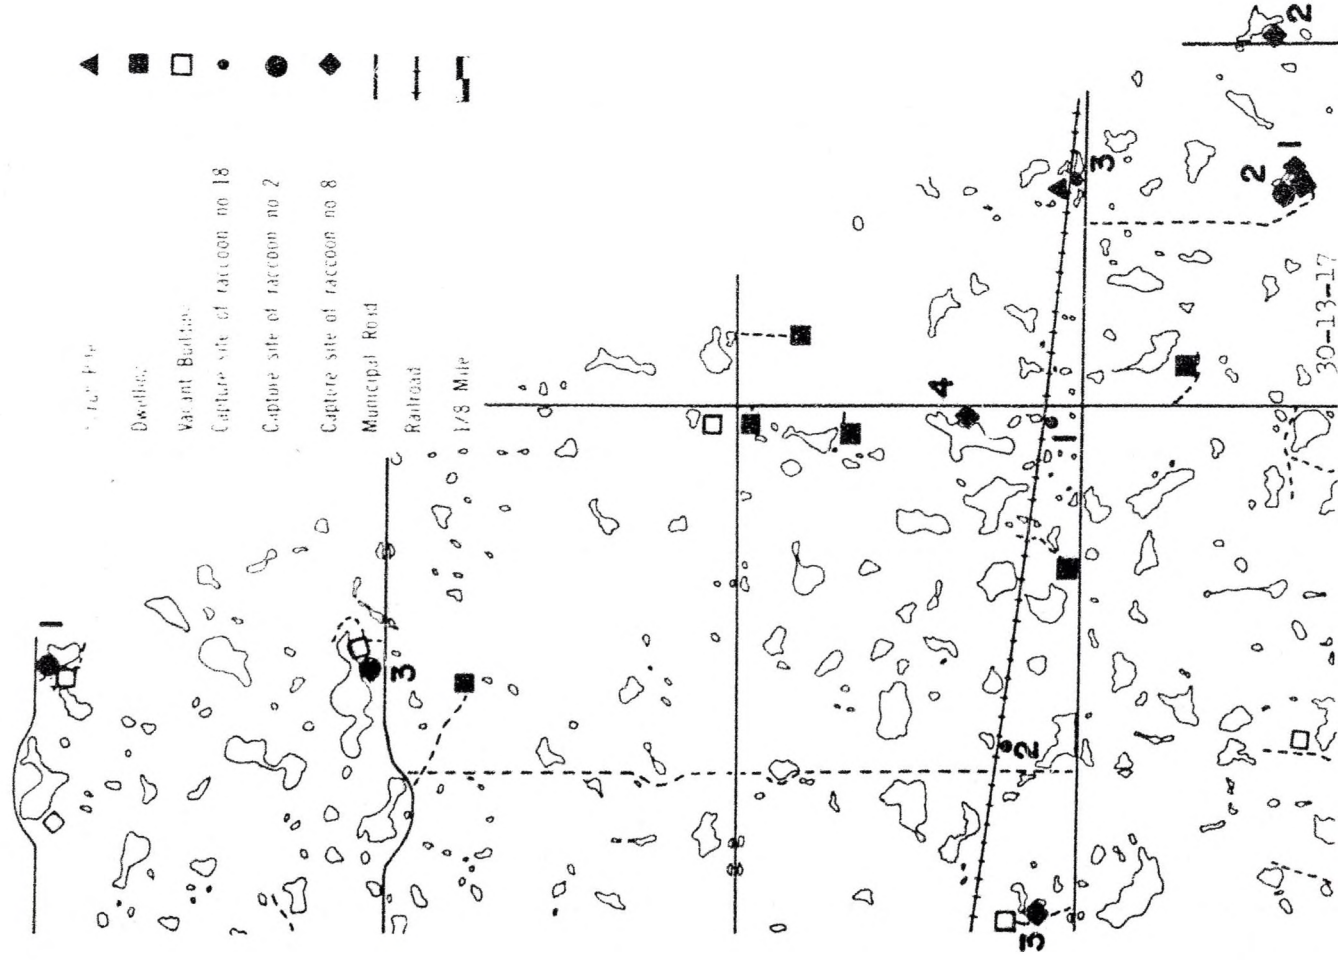 Dwelling
Vacant Building
Capture site of raccoon no 18
Capture site of raccoon no 2
Capture site of raccoon no 8
Municipal Road
Railroad
1/8 Mile
1
3
4
3
1
2
3
2
1
2
30-13-17